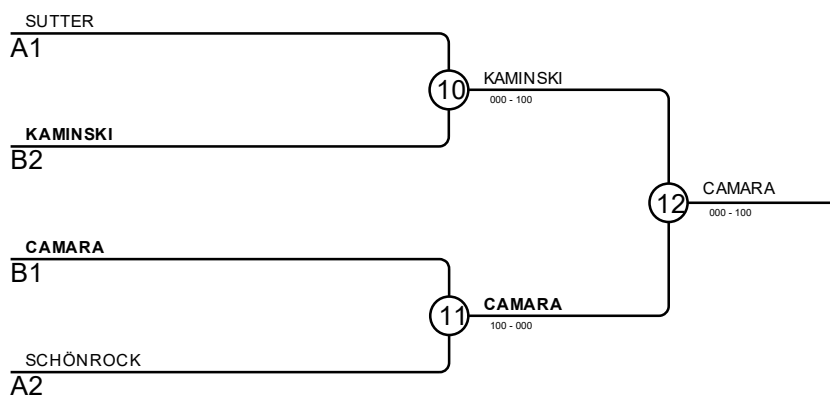 SUTTER
A1
10
KAMINSKI
000 - 100
KAMINSKI
B2
12
CAMARA
000 - 100
CAMARA
B1
11
CAMARA
100 - 000
SCHÖNROCK
A2